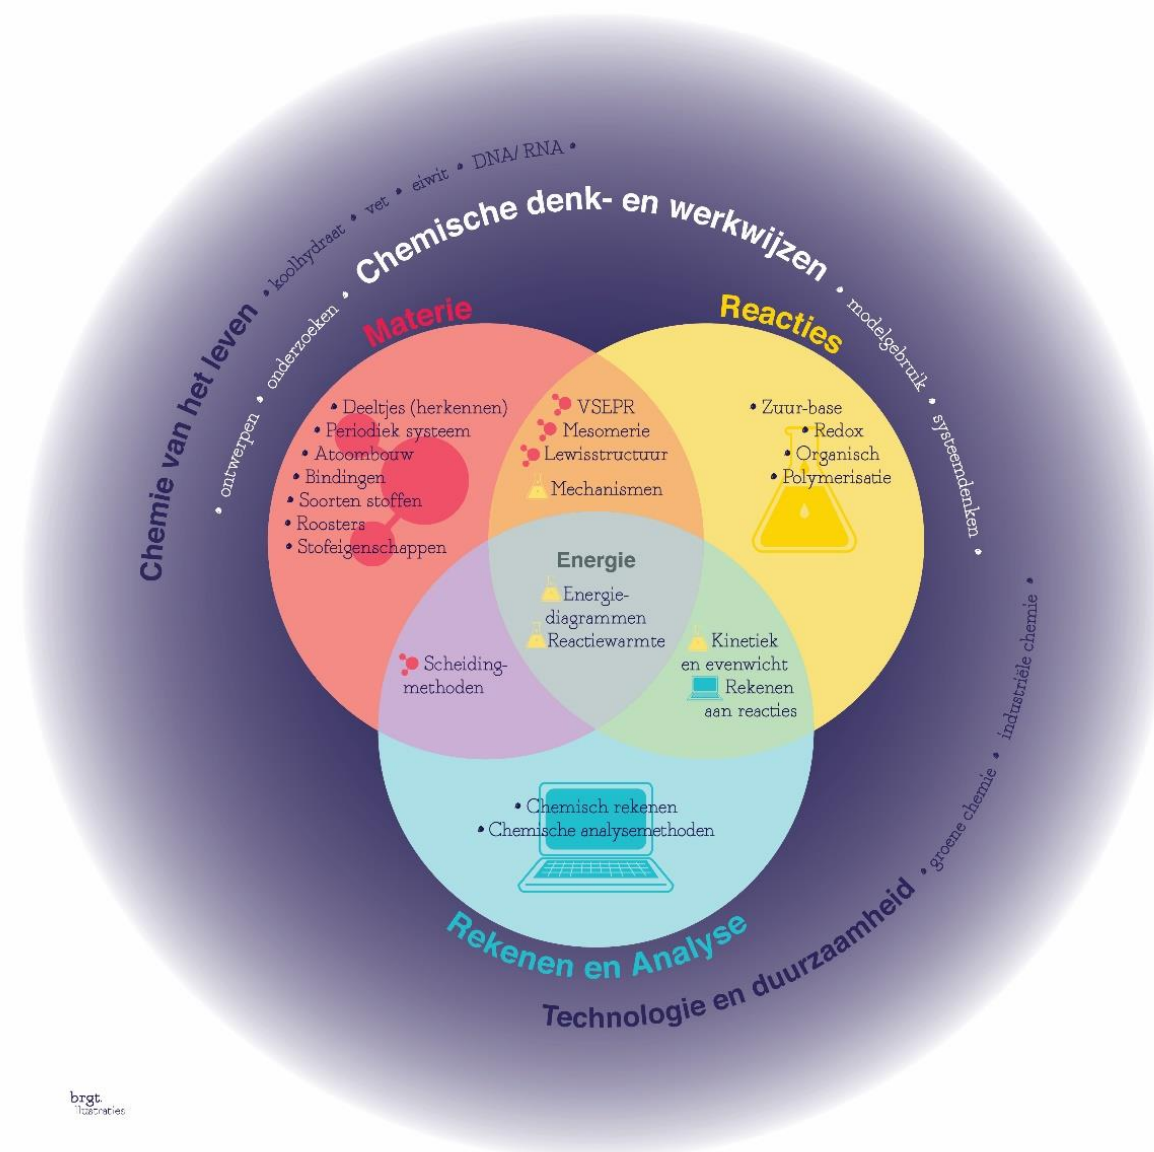 • koolhydraat • vet • eiwit • DNA/ RNA •
Chemie van het leven
Chemische denk- en werkwijzen
• ontwerpen • onderzoeken •
• modelgebruik • systeemdenken •
Materie
Reacties
• Deeltjes (herkennen)
• Periodiek systeem
• Atoombouw
• Bindingen
• Soorten stoffen
• Roosters
• Stofeigenschappen
VSEPR
Mesomerie
Lewisstructuur
Mechanismen
• Zuur-base
• Redox
• Organisch
• Polymerisatie
Energie
Energie-
diagrammen
Reactiewarmte
Scheiding-
methoden
Kinetiek
en evenwicht
Rekenen
aan reacties
• Chemisch rekenen
• Chemische analysemethoden
Rekenen en Analyse
Technologie en duurzaamheid
• groene chemie • industriële chemie •
brgt.
illustraties